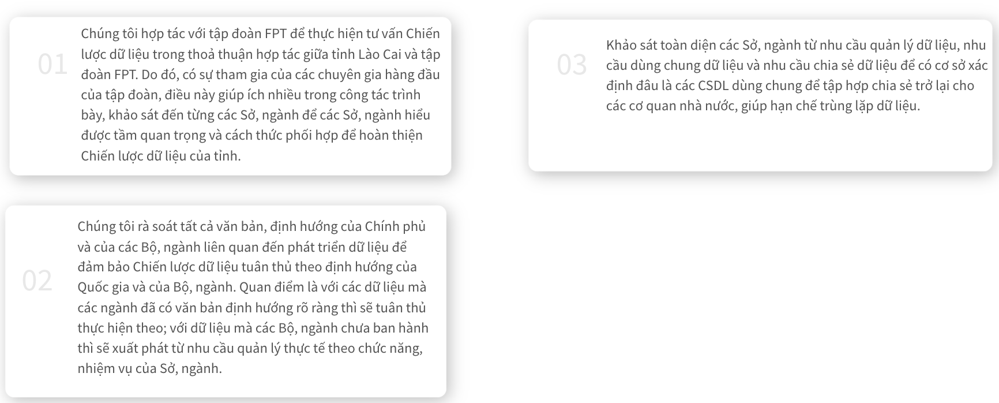 01
Chúng tôi hợp tác với tập đoàn FPT để thực hiện tư vấn Chiến
lược dữ liệu trong thoả thuận hợp tác giữa tỉnh Lào Cai và tập
đoàn FPT. Do đó, có sự tham gia của các chuyên gia hàng đầu
của tập đoàn, điều này giúp ích nhiều trong công tác trình
bày, khảo sát đến từng các Sở, ngành để các Sở, ngành hiểu
được tầm quan trọng và cách thức phối hợp để hoàn thiện
Chiến lược dữ liệu của tỉnh.
02
Chúng tôi rà soát tất cả văn bản, định hướng của Chính phủ
và của các Bộ, ngành liên quan đến phát triển dữ liệu để
đảm bảo Chiến lược dữ liệu tuân thủ theo định hướng của
Quốc gia và của Bộ, ngành. Quan điểm là với các dữ liệu mà
các ngành đã có văn bản định hướng rõ ràng thì sẽ tuân thủ
thực hiện theo; với dữ liệu mà các Bộ, ngành chưa ban hành
thì sẽ xuất phát từ nhu cầu quản lý thực tế theo chức năng,
nhiệm vụ của Sở, ngành.
03
Khảo sát toàn diện các Sở, ngành từ nhu cầu quản lý dữ liệu, nhu
cầu dùng chung dữ liệu và nhu cầu chia sẻ dữ liệu để có cơ sở xác
định đâu là các CSDL dùng chung để tập hợp chia sẻ trở lại cho
các cơ quan nhà nước, giúp hạn chế trùng lặp dữ liệu.